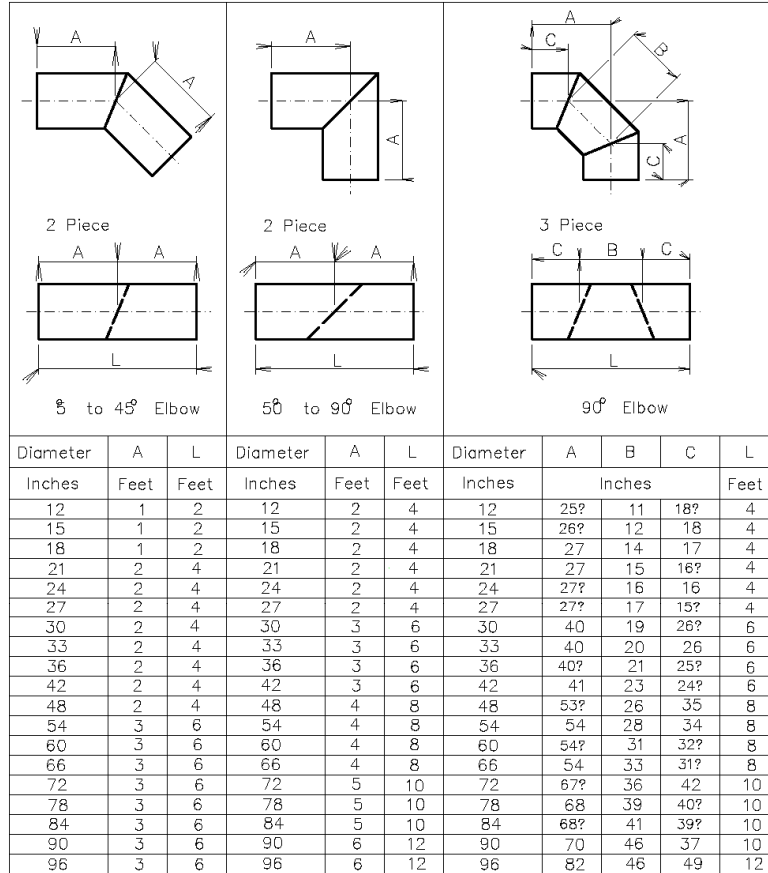 A
A
A
A
A
C
B
A
C
2 Piece
2 Piece
3 Piece
A A
A A
C B C
L
L
L
5° to 45° Elbow
50° to 90° Elbow
90° Elbow
Diameter A L Diameter A L Diameter A B C L
Inches Feet Feet Inches Feet Feet Inches Inches Feet
12 1 2 12 2 4 12 25? 11 18? 4
15 1 2 15 2 4 15 26? 12 18 4
18 1 2 18 2 4 18 27 14 17 4
21 2 4 21 2 4 21 27 15 16? 4
24 2 4 24 2 4 24 27? 16 16 4
27 2 4 27 2 4 27 27? 17 15? 4
30 2 4 30 3 6 30 40 19 26? 6
33 2 4 33 3 6 33 40 20 26 6
36 2 4 36 3 6 36 40? 21 25? 6
42 2 4 42 3 6 42 41 23 24? 6
48 2 4 48 4 8 48 53? 26 35 8
54 3 6 54 4 8 54 54 28 34 8
60 3 6 60 4 8 60 54? 31 32? 8
66 3 6 66 4 8 66 54 33 31? 8
72 3 6 72 5 10 72 67? 36 42 10
78 3 6 78 5 10 78 68 39 40? 10
84 3 6 84 5 10 84 68? 41 39? 10
90 3 6 90 6 12 90 70 46 37 10
96 3 6 96 6 12 96 82 46 49 12